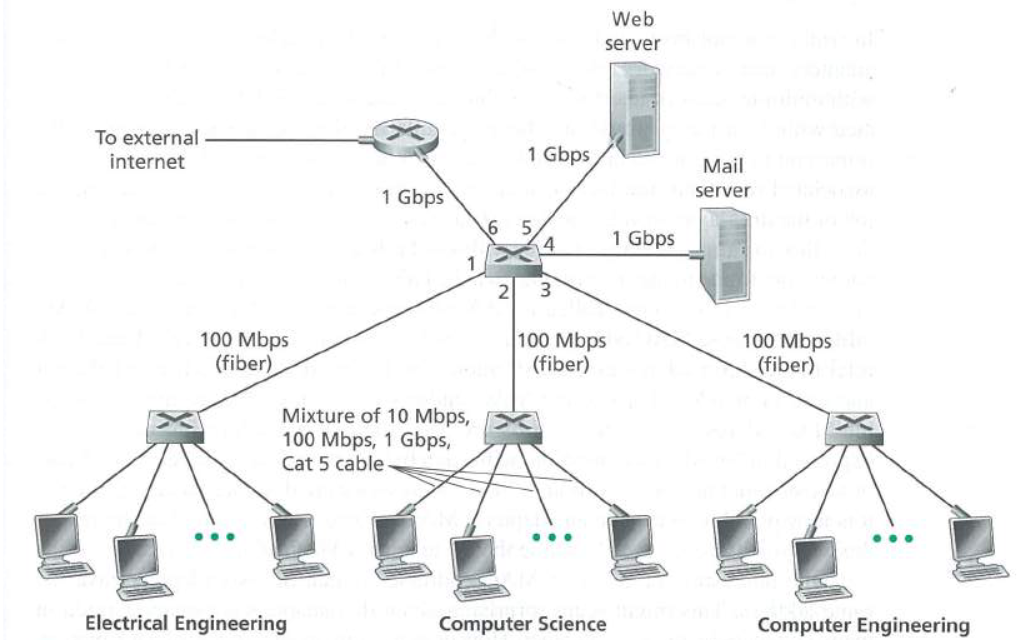 Web
server
To external
internet
1 Gbps
Mail
server
1 Gbps
6 5
4
1 Gbps
1
2
3
100 Mbps
(fiber)
100 Mbps
(fiber)
100 Mbps
(fiber)
Mixture of 10 Mbps,
100 Mbps, 1 Gbps,
Cat 5 cable
Electrical Engineering
Computer Science
Computer Engineering